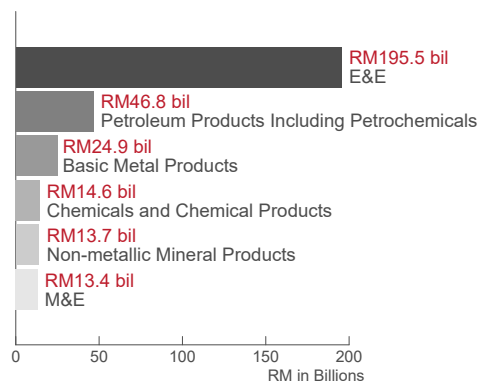 RM195.5 bil
E&E
RM46.8 bil
Petroleum Products Including Petrochemicals
RM24.9 bil
Basic Metal Products
RM14.6 bil
Chemicals and Chemical Products
RM13.7 bil
Non-metallic Mineral Products
RM13.4 bil
M&E
0 50 100 150 200
RM in Billions